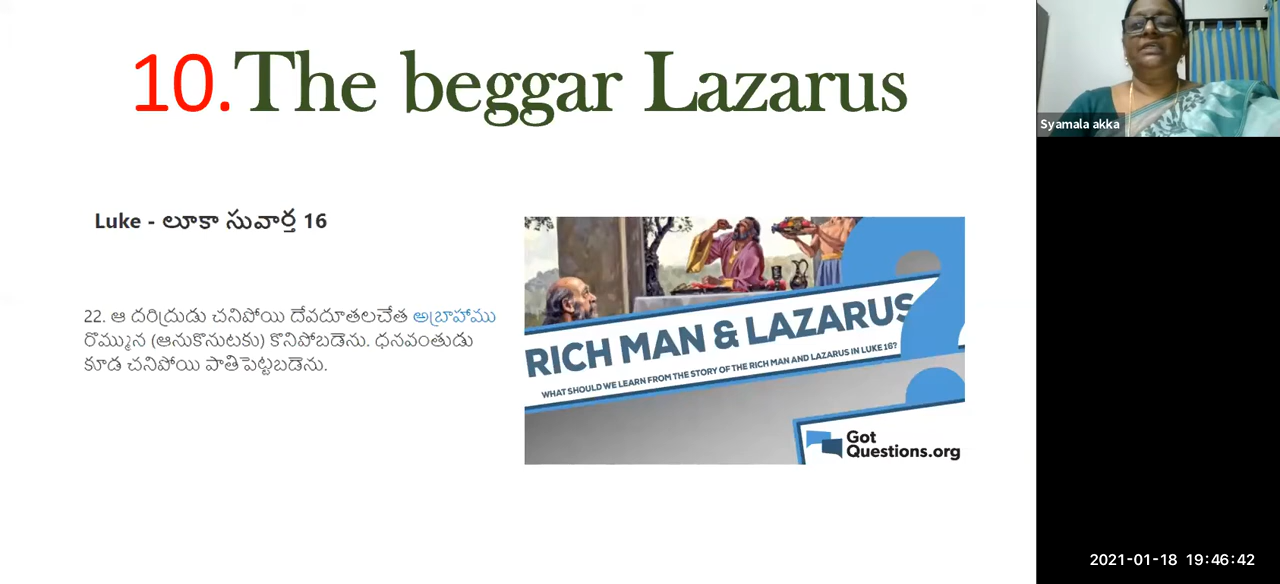 10.The beggar Lazarus
Syamala akka
Luke - లూకా సువార్త 16
22. ఆ దరిద్రుడు చనిపోయి దేవదూతలచేత అబ్రాహాము
రొమ్మున (ఆనుకొనుటకు) కొనిపోబడెను. ధనవంతుడు
కూడ చనిపోయి పాతిపెట్టబడెను.
RICH MAN & LAZARUS
WHAT SHOULD WE LEARN FROM THE STORY OF THE RICH MAN AND LAZARUS IN LUKE 16?
Got
Questions.org
2021-01-18 19:46:42